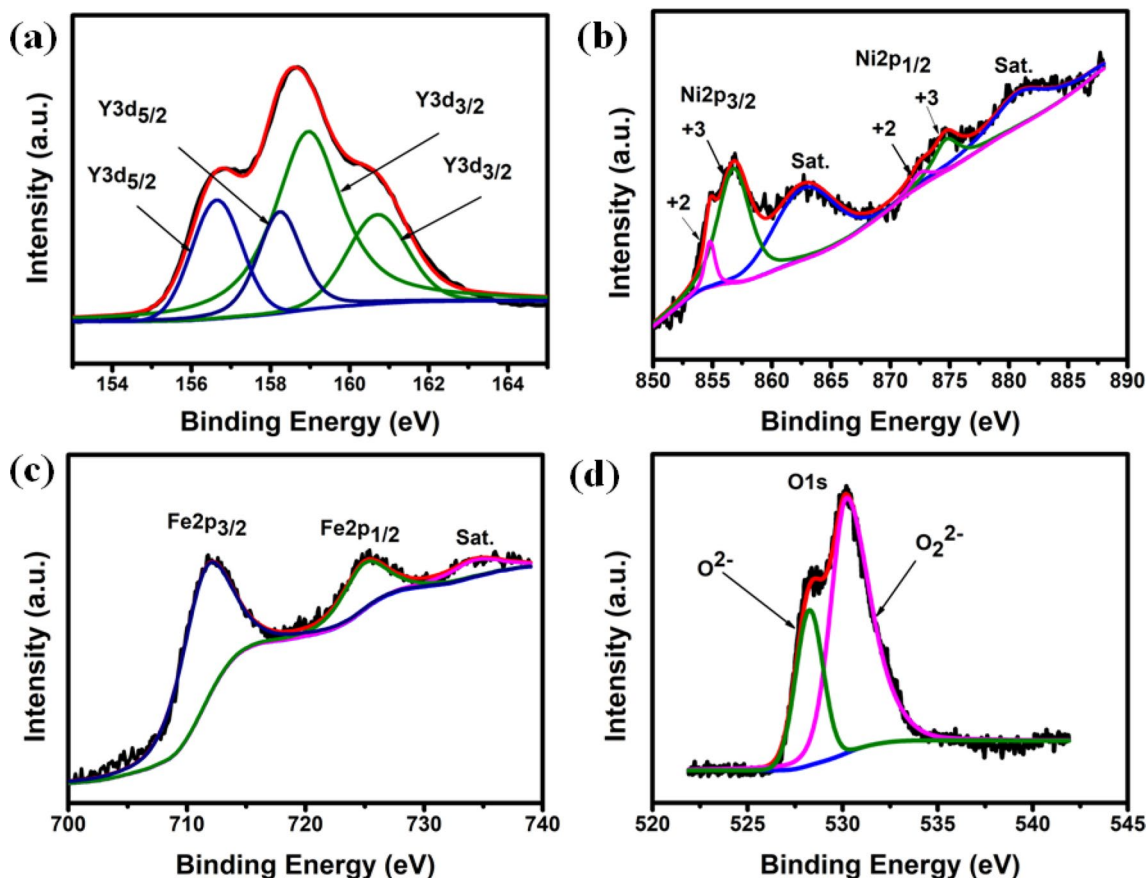 (a)
Y3d5/2
Y3d5/2
Y3d3/2
Y3d3/2
Intensity (a.u.)
154 156 157 158 160 162 164
Binding Energy (eV)
(b)
Ni2p3/2
+3
+2
Sat.
Ni2p1/2
+3
+2
Sat.
Intensity (a.u.)
850 855 860 865 870 875 880 885 890
Binding Energy (eV)
(c)
Fe2p3/2
Fe2p1/2
Sat.
Intensity (a.u.)
700 710 720 730 740
Binding Energy (eV)
(d)
O1s
O2-
O22-
Intensity (a.u.)
520 525 530 535 540 545
Binding Energy (eV)